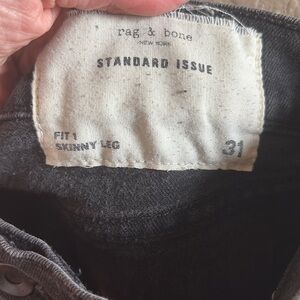 rag & bone
NEW YORK
STANDARD ISSUE
FIT 1
SKINNY LEG
31